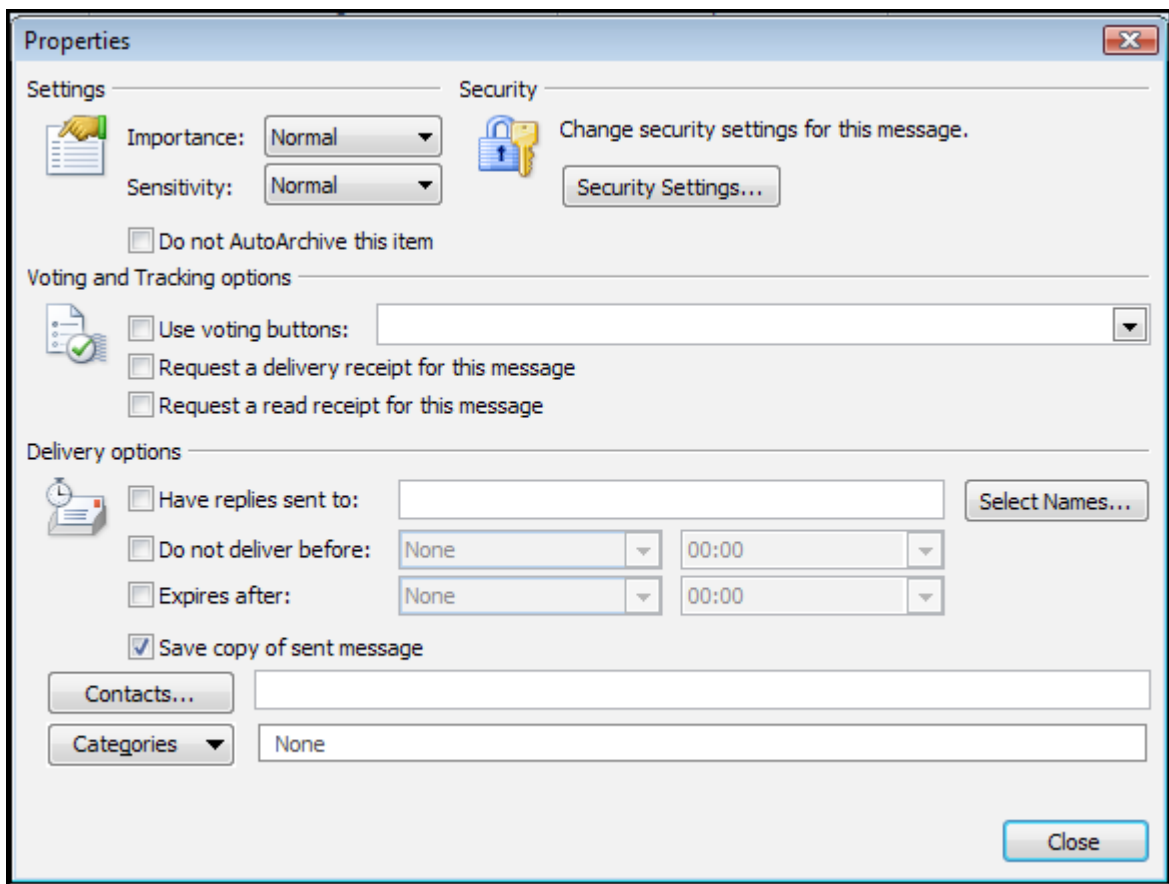 Properties
Settings
Security
Importance: Normal
Change security settings for this message.
Sensitivity: Normal
Security Settings...
Do not AutoArchive this item
Voting and Tracking options
Use voting buttons:
Request a delivery receipt for this message
Request a read receipt for this message
Delivery options
Have replies sent to: Select Names...
Do not deliver before: None 00:00
Expires after: None 00:00
Save copy of sent message
Contacts...
Categories None
Close